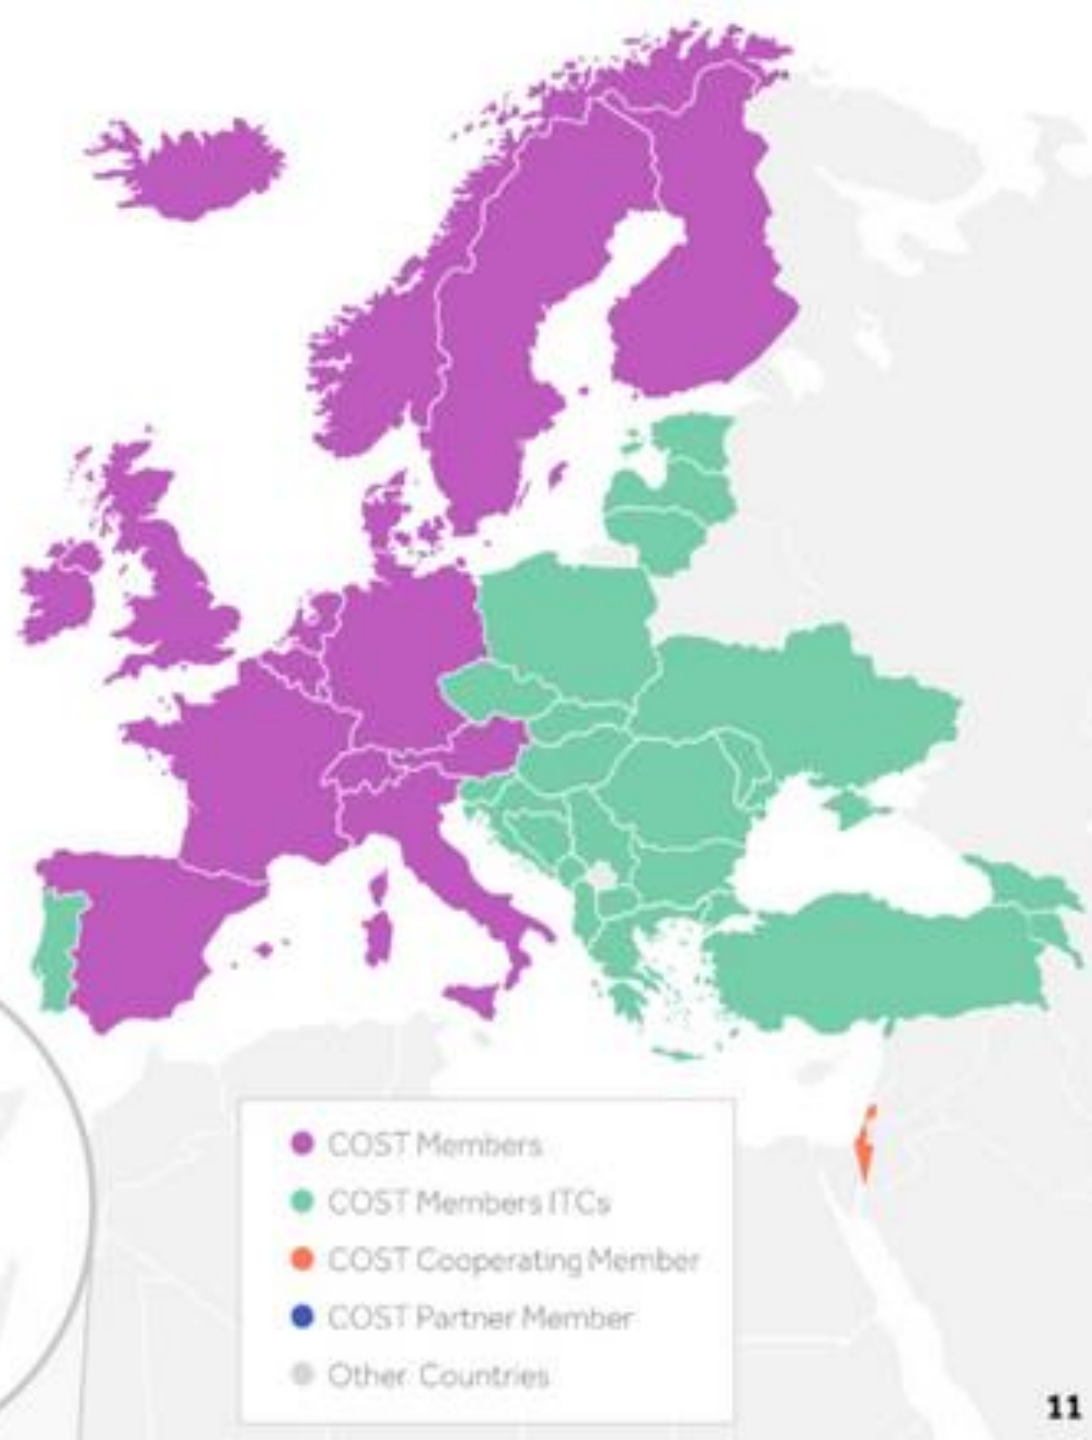 COST Members
COST Members ITCs
COST Cooperating Member
COST Partner Member
Other Countries
11